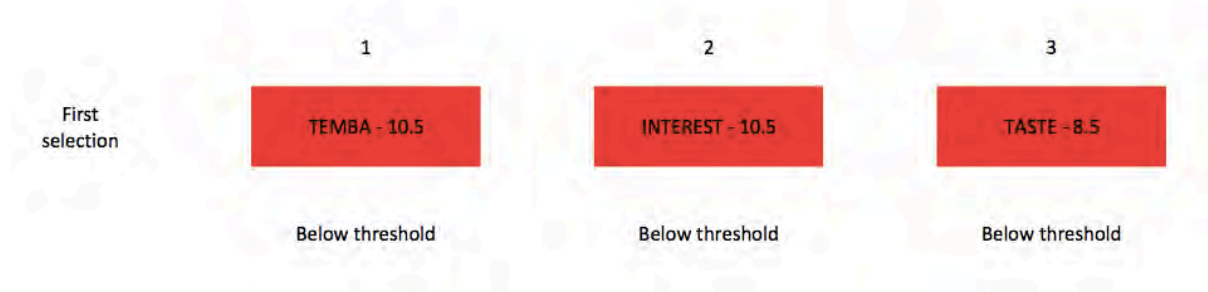 1 2 3
First
selection
TEMBA - 10.5 INTEREST - 10.5 TASTE - 8.5
Below threshold Below threshold Below threshold